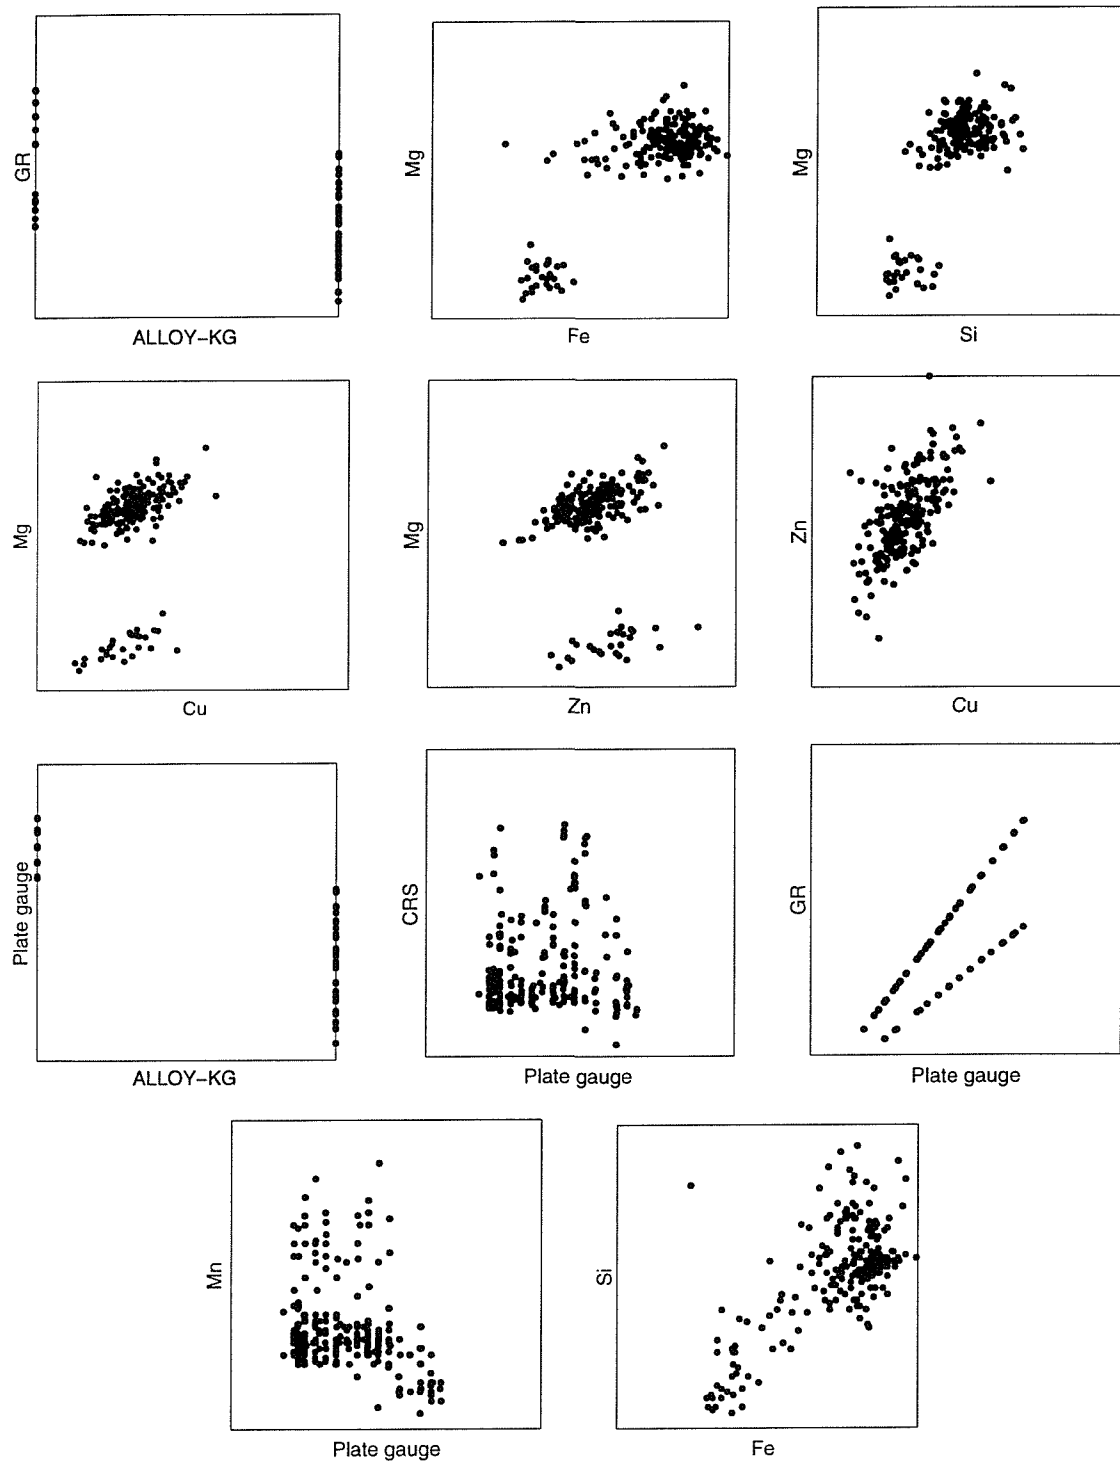 GR
ALLOY–KG
Mg
Fe
Mg
Si
Mg
Cu
Mg
Zn
Zn
Cu
Plate gauge
ALLOY–KG
CRS
Plate gauge
GR
Plate gauge
Mn
Plate gauge
Si
Fe